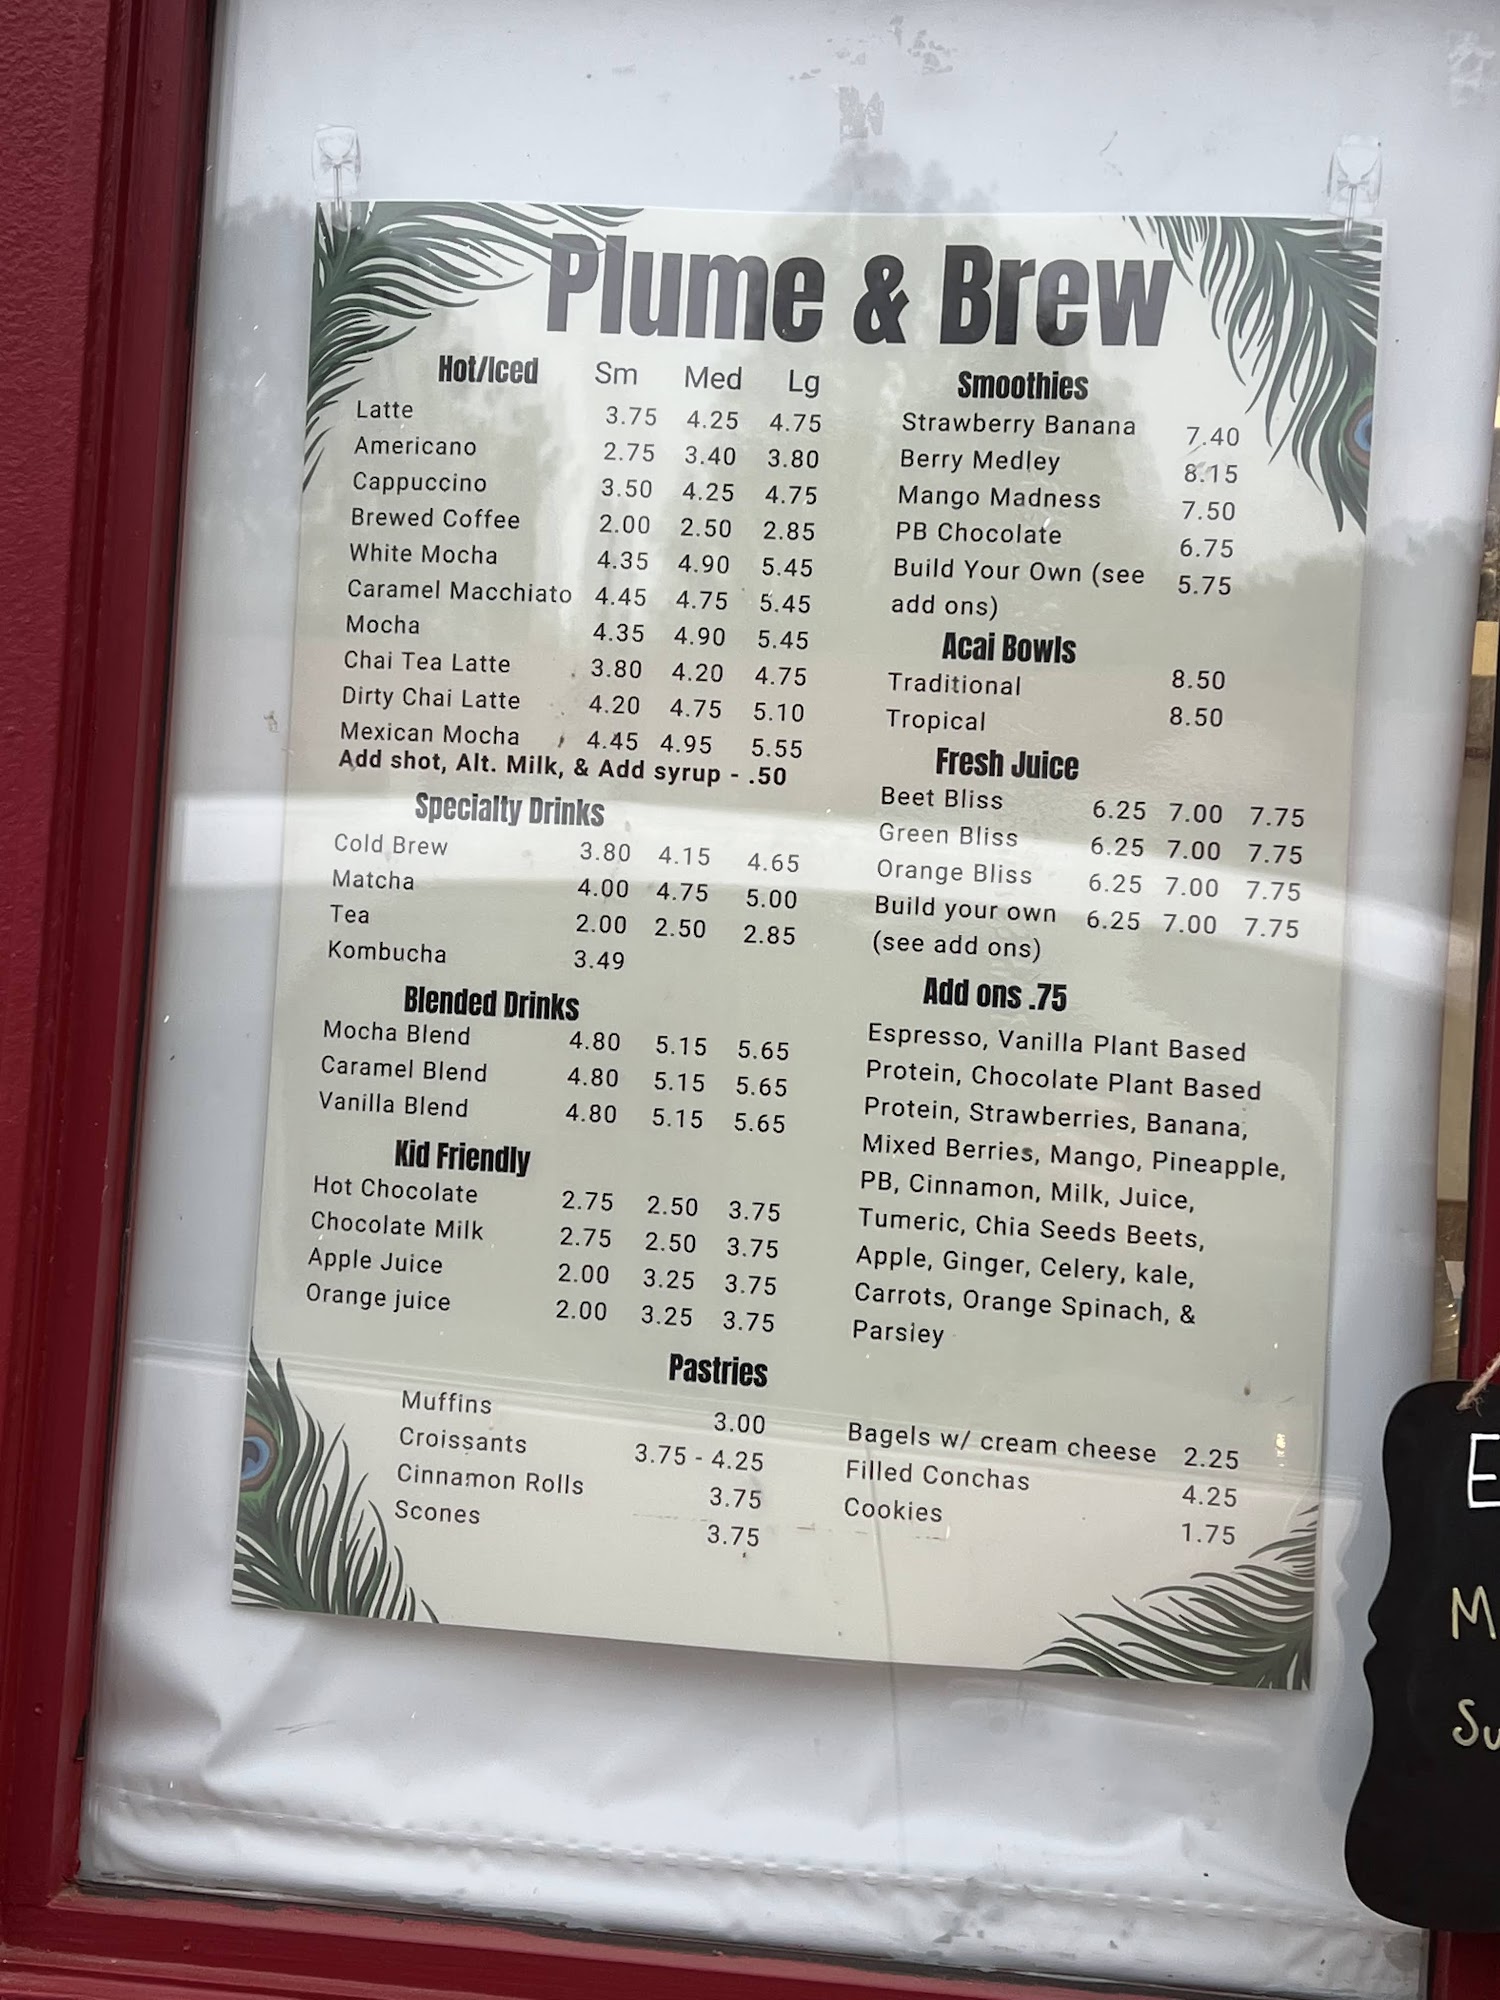 Plume & Brew
Hot/Iced Sm Med Lg
Latte 3.75 4.25 4.75
Americano 2.75 3.40 3.80
Cappuccino 3.50 4.25 4.75
Brewed Coffee 2.00 2.50 2.85
White Mocha 4.35 4.90 5.45
Caramel Macchiato 4.45 4.75 5.45
Mocha 4.35 4.90 5.45
Chai Tea Latte 3.80 4.20 4.75
Dirty Chai Latte 4.20 4.75 5.10
Mexican Mocha 4.45 4.95 5.55
Add shot, Alt. Milk, & Add syrup - .50
Specialty Drinks
Cold Brew 3.80 4.15 4.65
Matcha 4.00 4.75 5.00
Tea 2.00 2.50 2.85
Kombucha 3.49
Blended Drinks
Mocha Blend 4.80 5.15 5.65
Caramel Blend 4.80 5.15 5.65
Vanilla Blend 4.80 5.15 5.65
Kid Friendly
Hot Chocolate 2.75 2.50 3.75
Chocolate Milk 2.75 2.50 3.75
Apple Juice 2.00 3.25 3.75
Orange juice 2.00 3.25 3.75
Smoothies
Strawberry Banana 7.40
Berry Medley 8.15
Mango Madness 7.50
PB Chocolate 6.75
Build Your Own (see 5.75
add ons)
Acai Bowls
Traditional 8.50
Tropical 8.50
Fresh Juice
Beet Bliss 6.25 7.00 7.75
Green Bliss 6.25 7.00 7.75
Orange Bliss 6.25 7.00 7.75
Build your own 6.25 7.00 7.75
(see add ons)
Add ons .75
Espresso, Vanilla Plant Based
Protein, Chocolate Plant Based
Protein, Strawberries, Banana,
Mixed Berries, Mango, Pineapple,
PB, Cinnamon, Milk, Juice,
Tumeric, Chia Seeds Beets,
Apple, Ginger, Celery, kale,
Carrots, Orange Spinach, &
Parsley
Pastries
Muffins 3.00
Croissants 3.75 - 4.25
Cinnamon Rolls 3.75
Scones 3.75
Bagels w/ cream cheese 2.25
Filled Conchas 4.25
Cookies 1.75